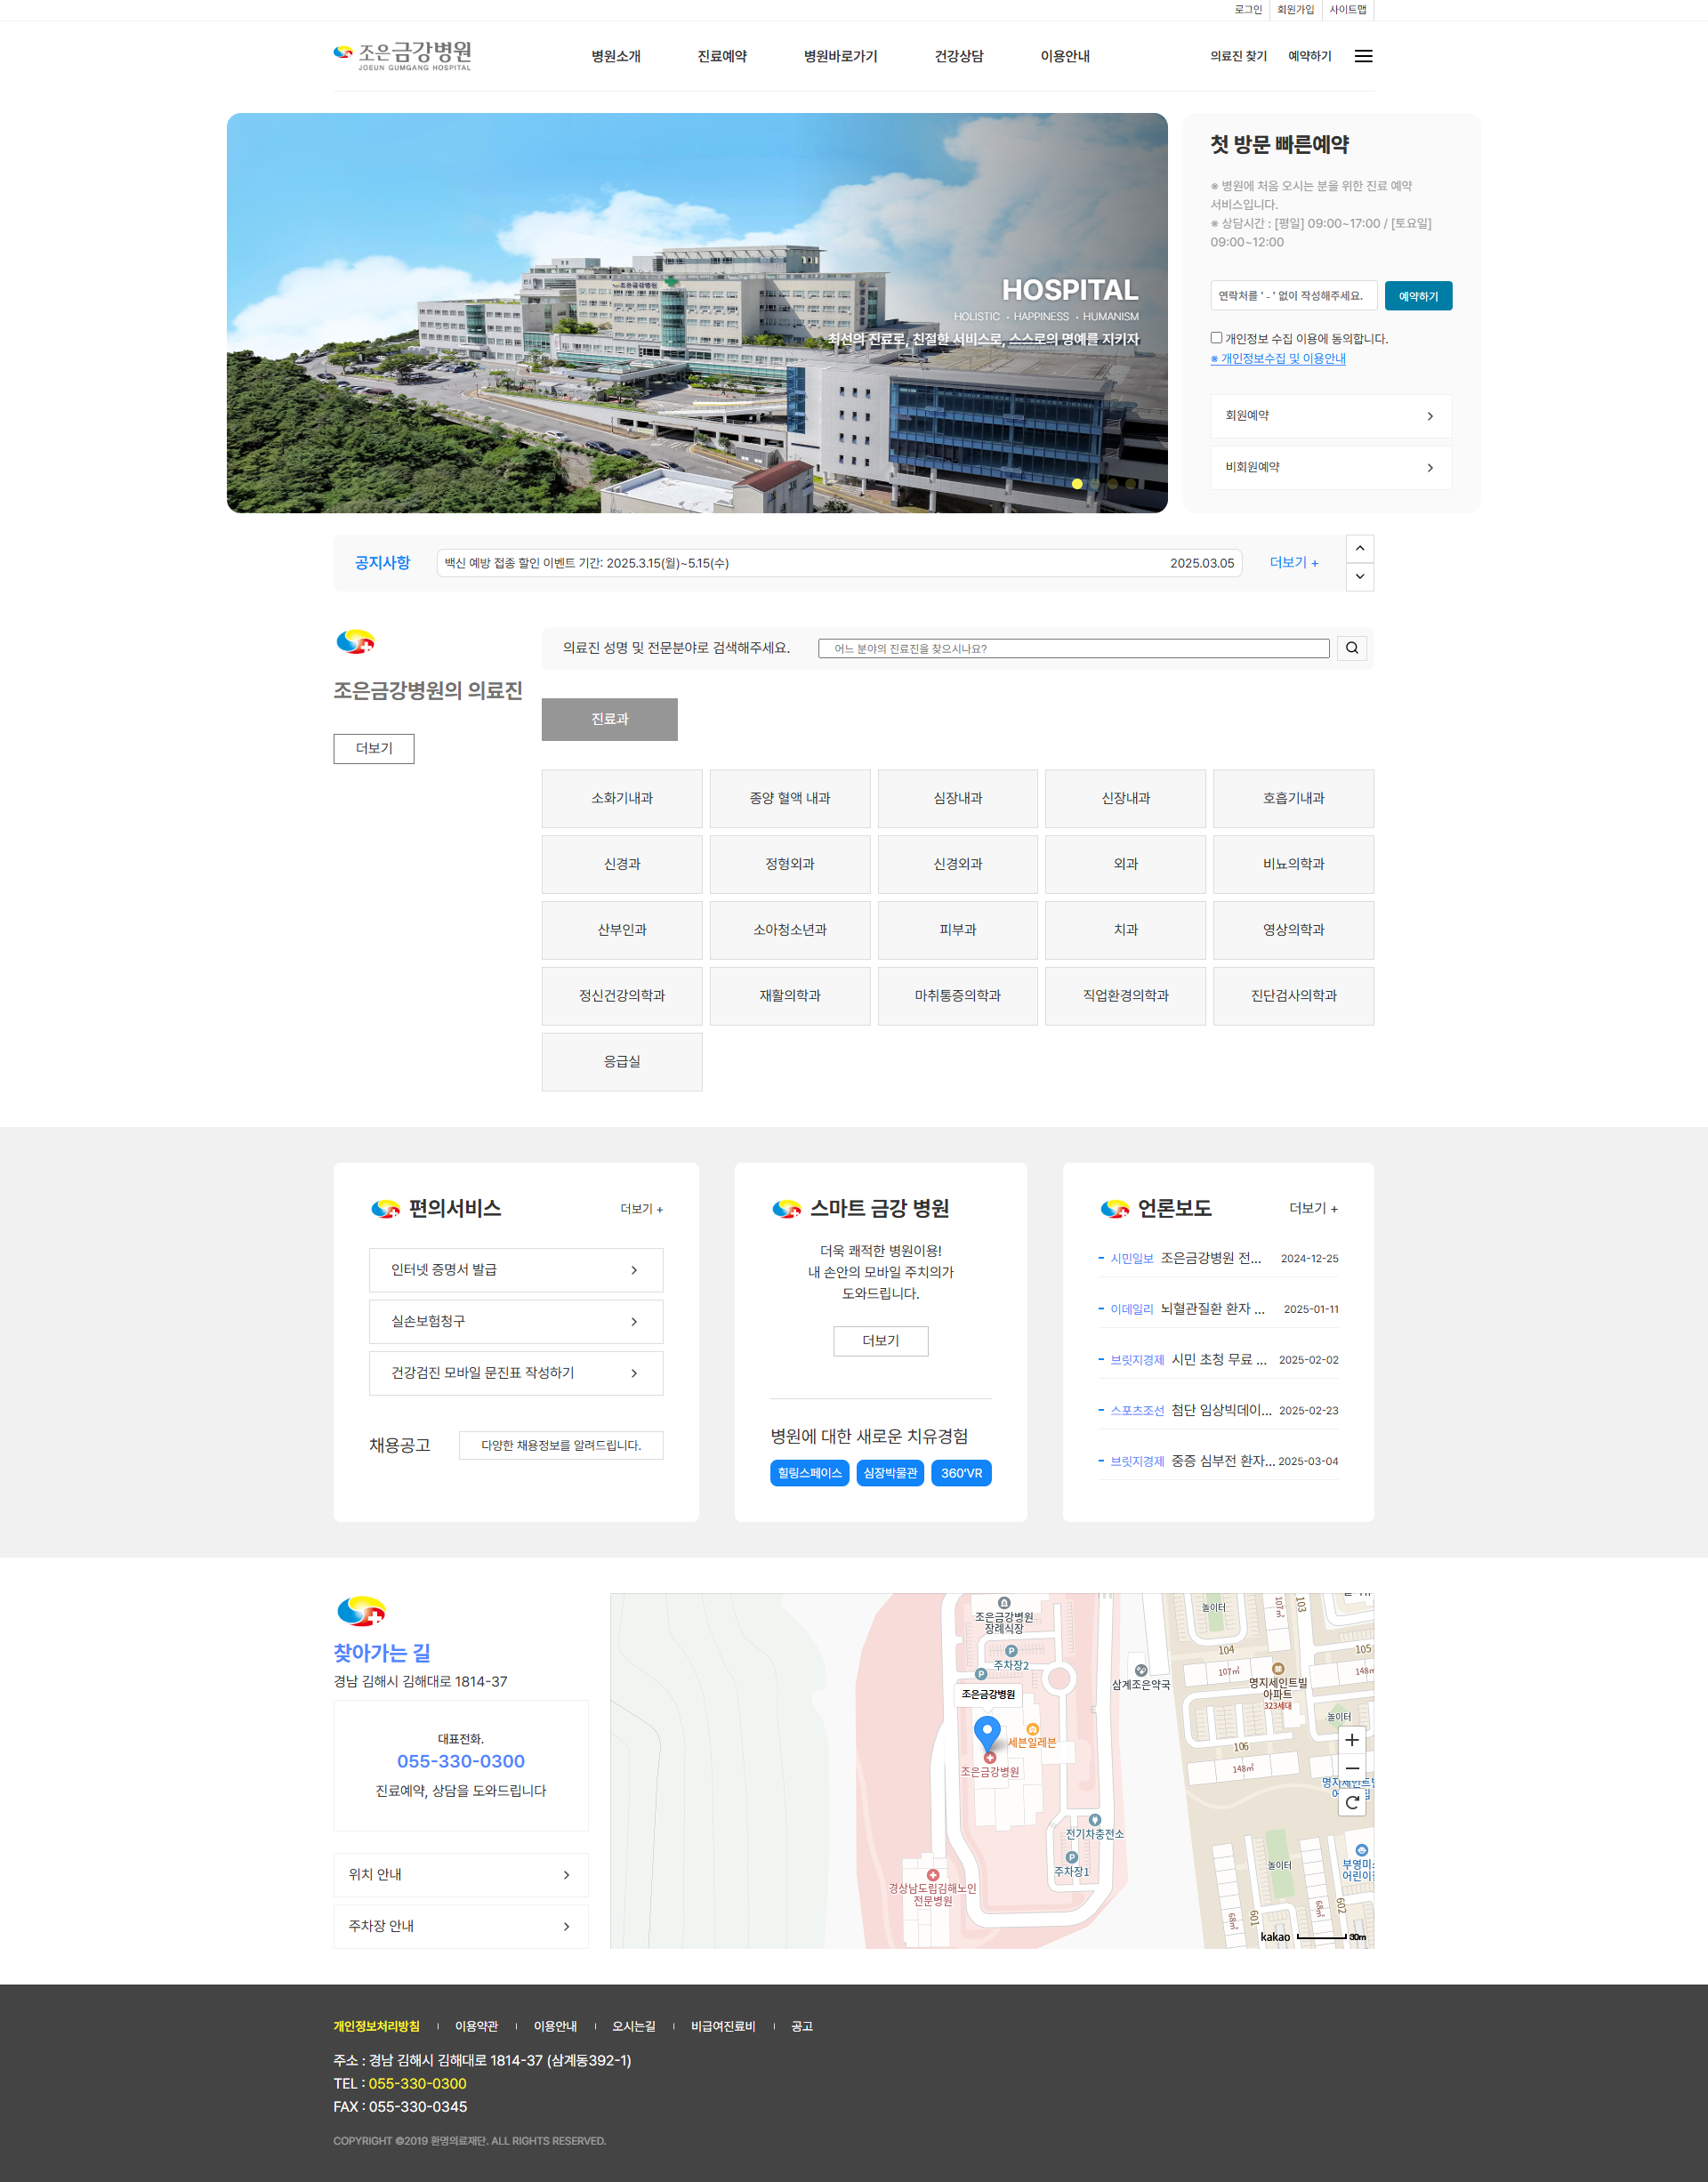 로그인
회원가입
사이트맵
조은금강병원
JOEUN GUMGANG HOSPITAL
병원소개
진료예약
병원바로가기
건강상담
이용안내
의료진 찾기
예약하기
조은금강병원
HOSPITAL
HOLISTIC • HAPPINESS • HUMANISM
최선의 진료로, 친절한 서비스로, 스스로의 명예를 지키자
첫 방문 빠른예약
※ 병원에 처음 오시는 분을 위한 진료 예약
서비스입니다.
※ 상담시간 : [평일] 09:00~17:00 / [토요일]
09:00~12:00
연락처를 ' - ' 없이 작성해주세요.
예약하기
개인정보 수집 이용에 동의합니다.
※ 개인정보수집 및 이용안내
회원예약
비회원예약
공지사항
백신 예방 접종 할인 이벤트 기간: 2025.3.15(월)~5.15(수)
2025.03.05
더보기 +
조은금강병원의 의료진
더보기
의료진 성명 및 전문분야로 검색해주세요.
어느 분야의 진료진을 찾으시나요?
진료과
소화기내과
종양 혈액 내과
심장내과
신장내과
호흡기내과
신경과
정형외과
신경외과
외과
비뇨의학과
산부인과
소아청소년과
피부과
치과
영상의학과
정신건강의학과
재활의학과
마취통증의학과
직업환경의학과
진단검사의학과
응급실
편의서비스
더보기 +
인터넷 증명서 발급
실손보험청구
건강검진 모바일 문진표 작성하기
채용공고
다양한 채용정보를 알려드립니다.
스마트 금강 병원
더욱 쾌적한 병원이용!
내 손안의 모바일 주치의가
도와드립니다.
더보기
병원에 대한 새로운 치유경험
힐링스페이스
심장박물관
360'VR
언론보도
더보기 +
시민일보 조은금강병원 전... 2024-12-25
이데일리 뇌혈관질환 환자 ... 2025-01-11
브릿지경제 시민 초청 무료 ... 2025-02-02
스포츠조선 첨단 임상빅데이... 2025-02-23
브릿지경제 중증 심부전 환자... 2025-03-04
찾아가는 길
경남 김해시 김해대로 1814-37
대표전화.
055-330-0300
진료예약, 상담을 도와드립니다
위치 안내
주차장 안내
조은금강병원
장례식장
P
주차장2
P
조은금강병원
세븐일레븐
조은금강병원
삼계조은약국
전기차충전소
P
주차장1
경상남도립김해노인
전문병원
놀이터
107㎡
103
104
105
107㎡
148㎡
명지세인트빌
아파트
323세대
놀이터
106
148㎡
놀이터
부영미
어린이
68㎡
601
68㎡
602
kakao
30m
개인정보처리방침
이용약관
이용안내
오시는길
비급여진료비
공고
주소 : 경남 김해시 김해대로 1814-37 (삼계동392-1)
TEL : 055-330-0300
FAX : 055-330-0345
COPYRIGHT ©2019 환명의료재단. ALL RIGHTS RESERVED.